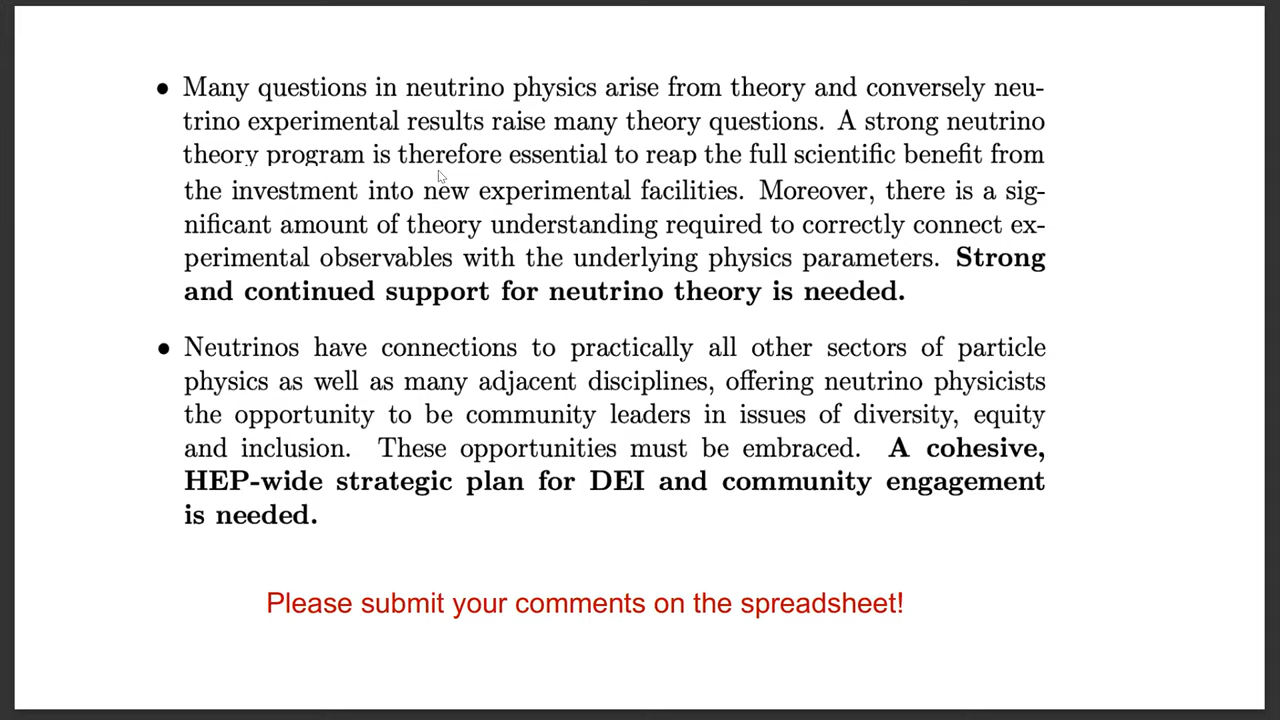 • Many questions in neutrino physics arise from theory and conversely neu-
trino experimental results raise many theory questions. A strong neutrino
theory program is therefore essential to reap the full scientific benefit from
the investment into new experimental facilities. Moreover, there is a sig-
nificant amount of theory understanding required to correctly connect ex-
perimental observables with the underlying physics parameters. Strong
and continued support for neutrino theory is needed.
• Neutrinos have connections to practically all other sectors of particle
physics as well as many adjacent disciplines, offering neutrino physicists
the opportunity to be community leaders in issues of diversity, equity
and inclusion. These opportunities must be embraced. A cohesive,
HEP-wide strategic plan for DEI and community engagement
is needed.
Please submit your comments on the spreadsheet!